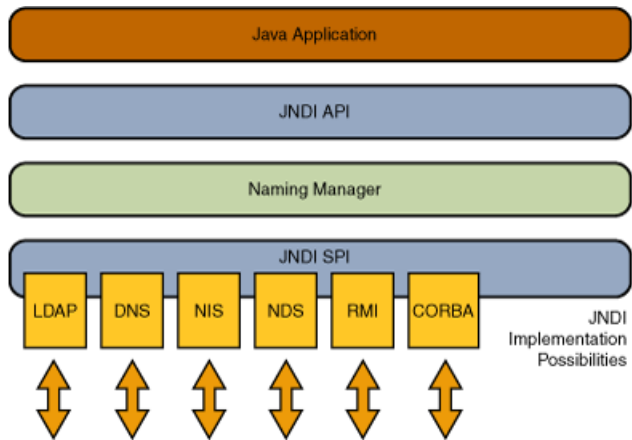 Java Application
JNDI API
Naming Manager
JNDI SPI
LDAP
DNS
NIS
NDS
RMI
CORBA
JNDI
Implementation
Possibilities